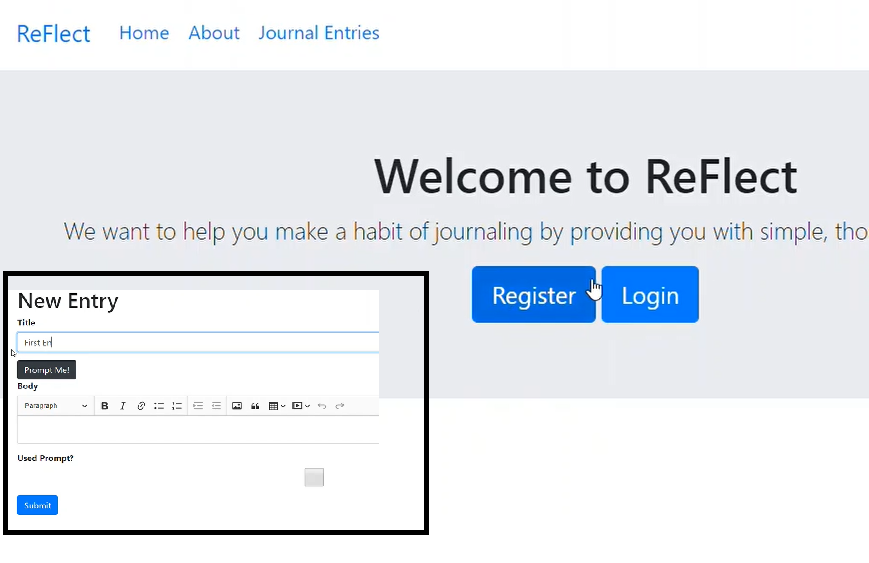 ReFlect Home About Journal Entries
Welcome to ReFlect
We want to help you make a habit of journaling by providing you with simple, tho
Register Login
New Entry
Title
First En
Prompt Me!
Body
Paragraph B I
Used Prompt?
Submit